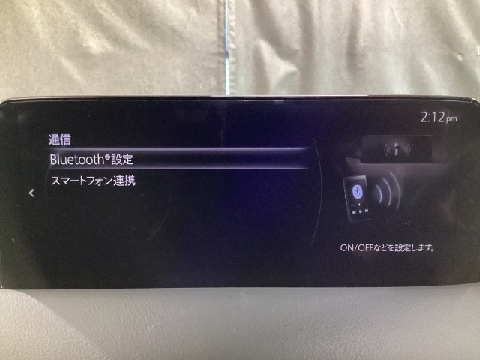 2:12pm
通信
Bluetooth®設定
スマートフォン連携
ON/OFFなどを設定します。